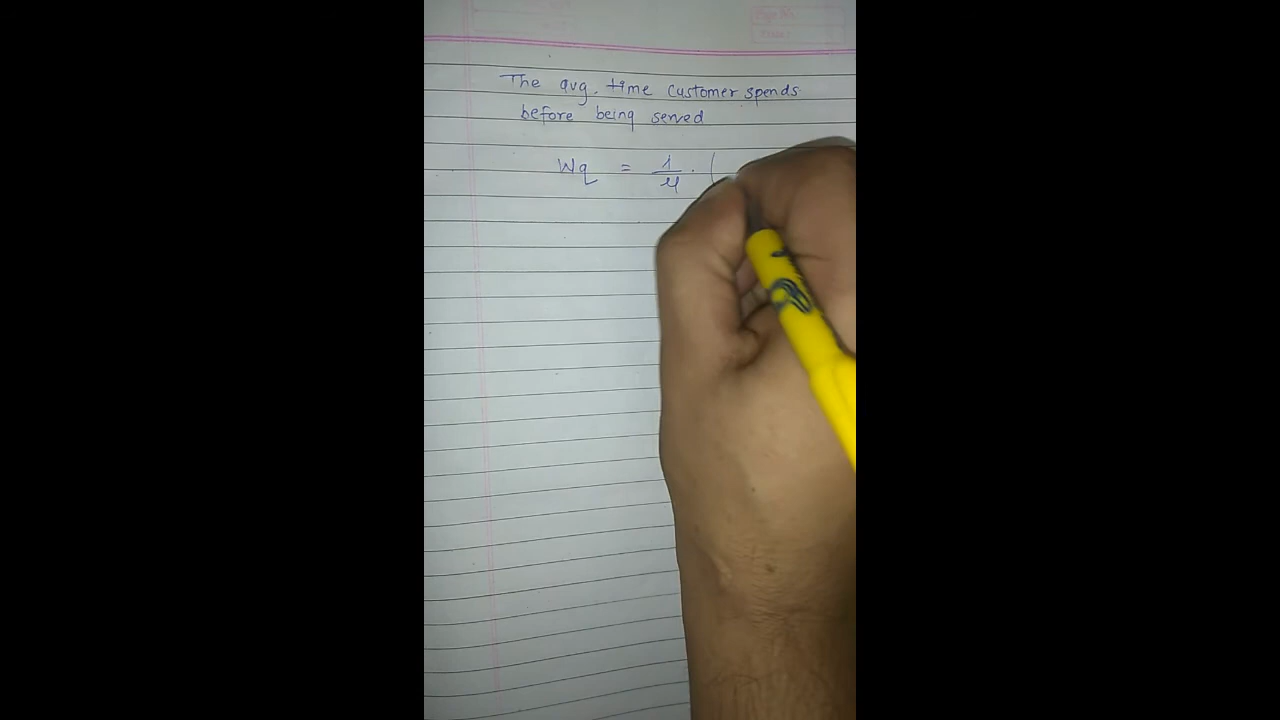 The avg. time customer spends
before being served
Wq = 1/μ · (